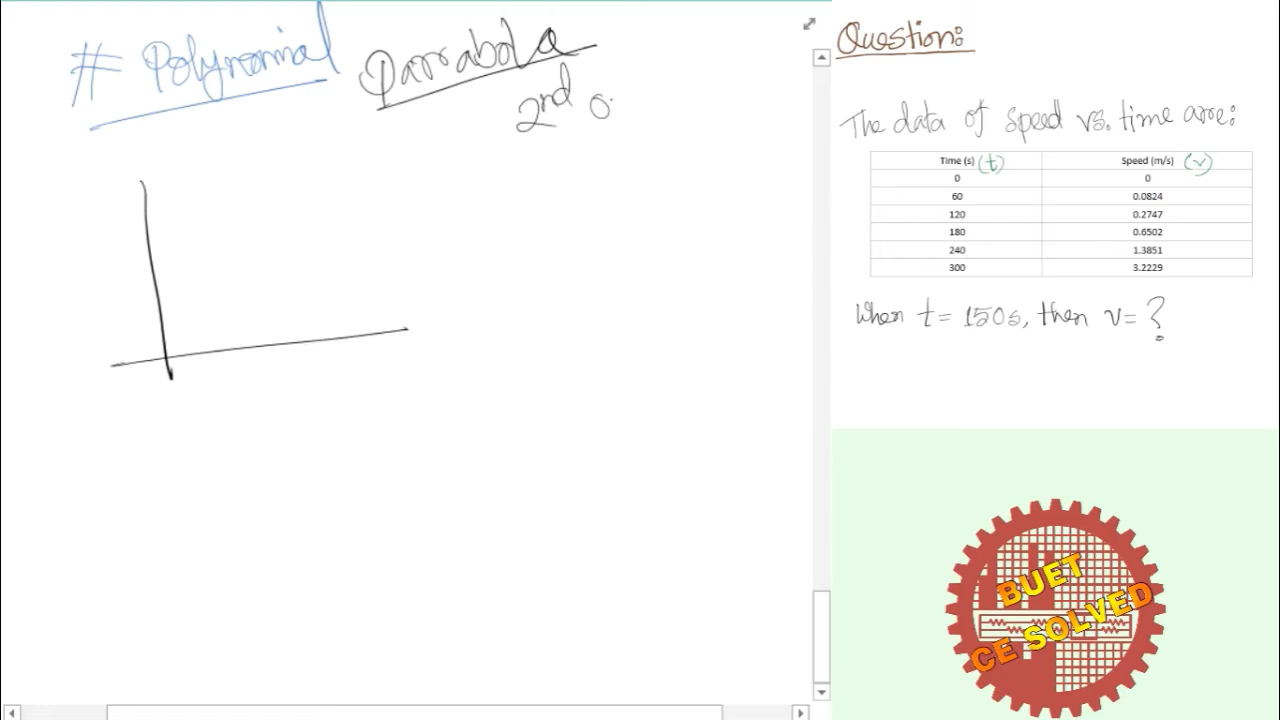 # Polynomial Parrabola
2nd o
Question:
The data of speed vs. time are:
Time (s) (t) Speed (m/s) (v)
0 0
60 0.0824
120 0.2747
180 0.6502
240 1.3851
300 3.2229
When t = 150s, then v = ?
BUET
CE SOLVED